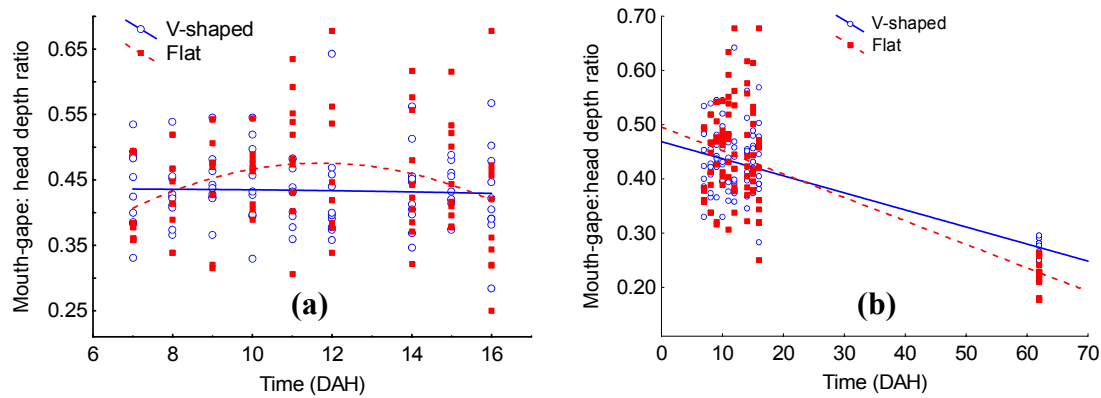 V-shaped
Flat
Mouth-gape: head depth ratio
0.65
0.55
0.45
0.35
0.25
(a)
6 8 10 12 14 16
Time (DAH)
V-shaped
Flat
Mouth-gape:head depth ratio
0.70
0.60
0.50
0.40
0.30
0.20
(b)
0 10 20 30 40 50 60 70
Time (DAH)